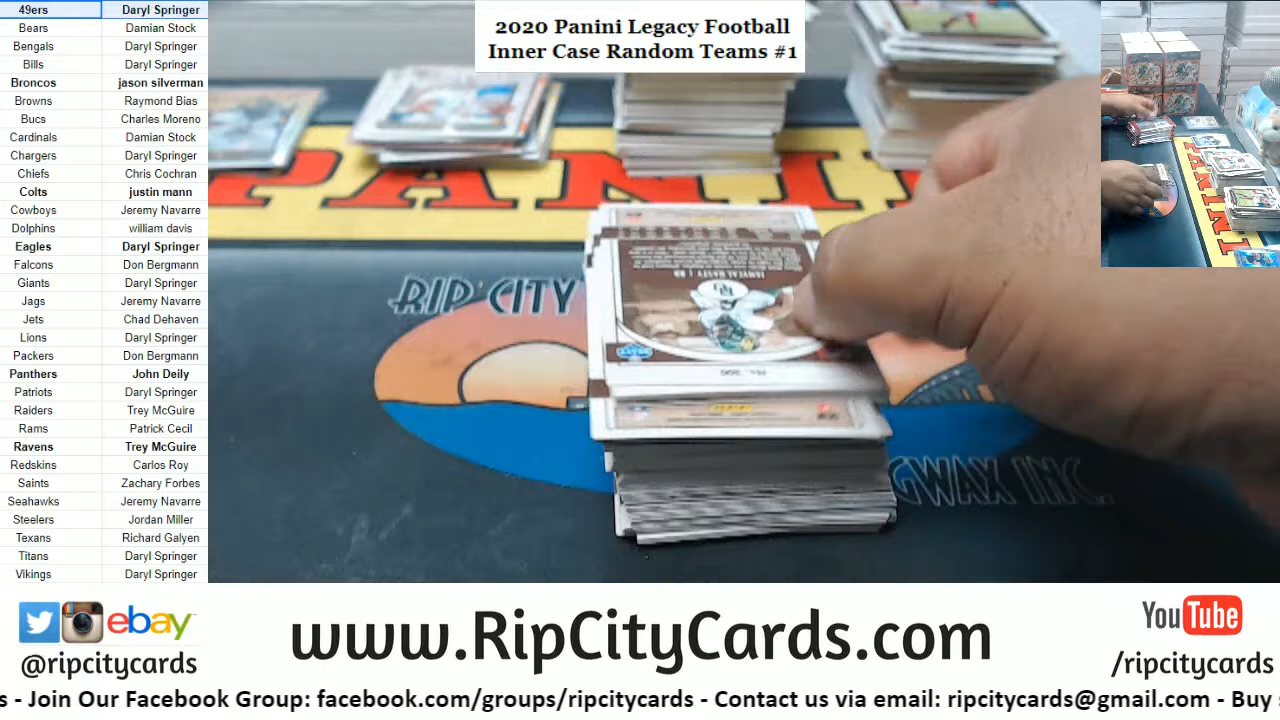 49ers Daryl Springer
Bears Damian Stock
Bengals Daryl Springer
Bills Daryl Springer
Broncos jason silverman
Browns Raymond Bias
Bucs Charles Moreno
Cardinals Damian Stock
Chargers Daryl Springer
Chiefs Chris Cochran
Colts justin mann
Cowboys Jeremy Navarre
Dolphins william davis
Eagles Daryl Springer
Falcons Don Bergmann
Giants Daryl Springer
Jags Jeremy Navarre
Jets Chad Dehaven
Lions Daryl Springer
Packers Don Bergmann
Panthers John Deily
Patriots Daryl Springer
Raiders Trey McGuire
Rams Patrick Cecil
Ravens Trey McGuire
Redskins Carlos Roy
Saints Zachary Forbes
Seahawks Jeremy Navarre
Steelers Jordan Miller
Texans Richard Galyen
Titans Daryl Springer
Vikings Daryl Springer
2020 Panini Legacy Football
Inner Case Random Teams #1
PANINI
RIP CITY
JAMYCAL HASTY | RB
GWAX INC.
ebay
@ripcitycards
www.RipCityCards.com
YouTube
/ripcitycards
s - Join Our Facebook Group: facebook.com/groups/ripcitycards - Contact us via email: ripcitycards@gmail.com - Buy